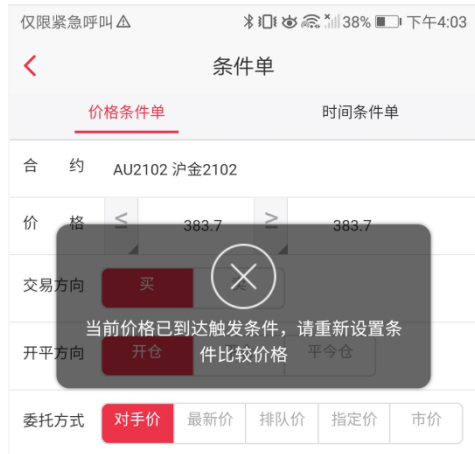 仅限紧急呼叫 38% 下午4:03
条件单
价格条件单 时间条件单
合 约 AU2102 沪金2102
价 格 ≤ 383.7 ≥ 383.7
交易方向 买
当前价格已到达触发条件，请重新设置条
件比较价格
开平方向 开仓 平今仓
委托方式 对手价 最新价 排队价 指定价 市价